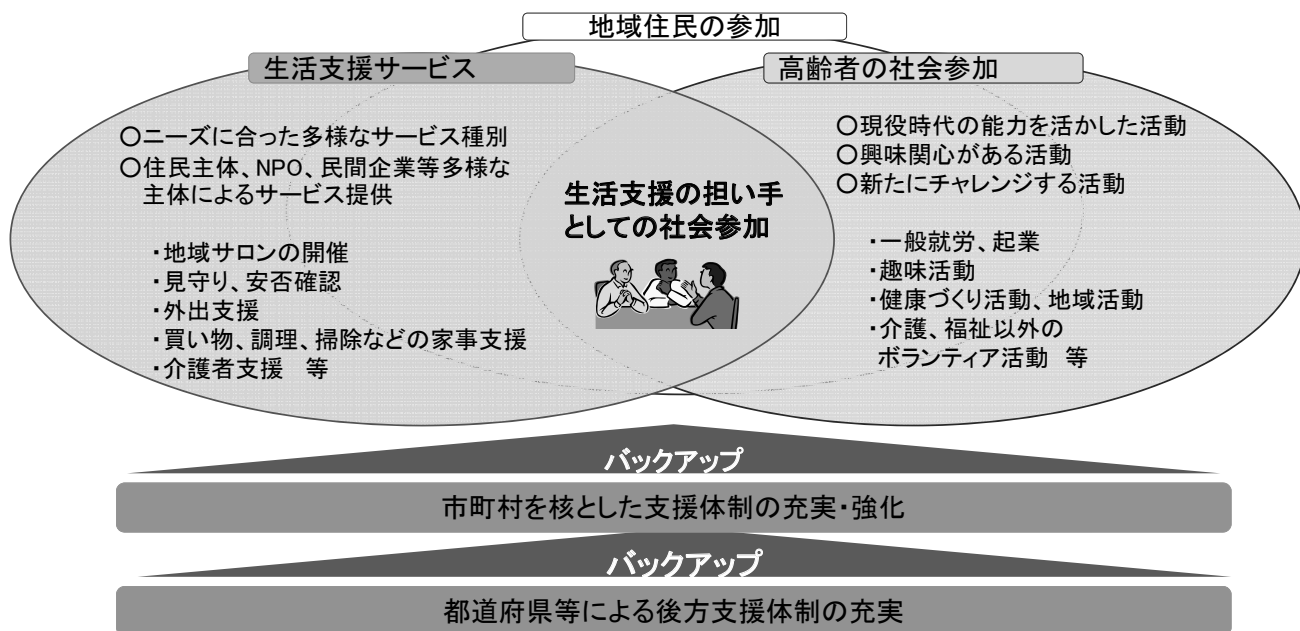 地域住民の参加
生活支援サービス
○ニーズに合った多様なサービス種別
○住民主体、NPO、民間企業等多様な
主体によるサービス提供
・地域サロンの開催
・見守り、安否確認
・外出支援
・買い物、調理、掃除などの家事支援
・介護者支援　等
生活支援の担い手
としての社会参加
高齢者の社会参加
○現役時代の能力を活かした活動
○興味関心がある活動
○新たにチャレンジする活動
・一般就労、起業
・趣味活動
・健康づくり活動、地域活動
・介護、福祉以外の
ボランティア活動　等
バックアップ
市町村を核とした支援体制の充実・強化
バックアップ
都道府県等による後方支援体制の充実